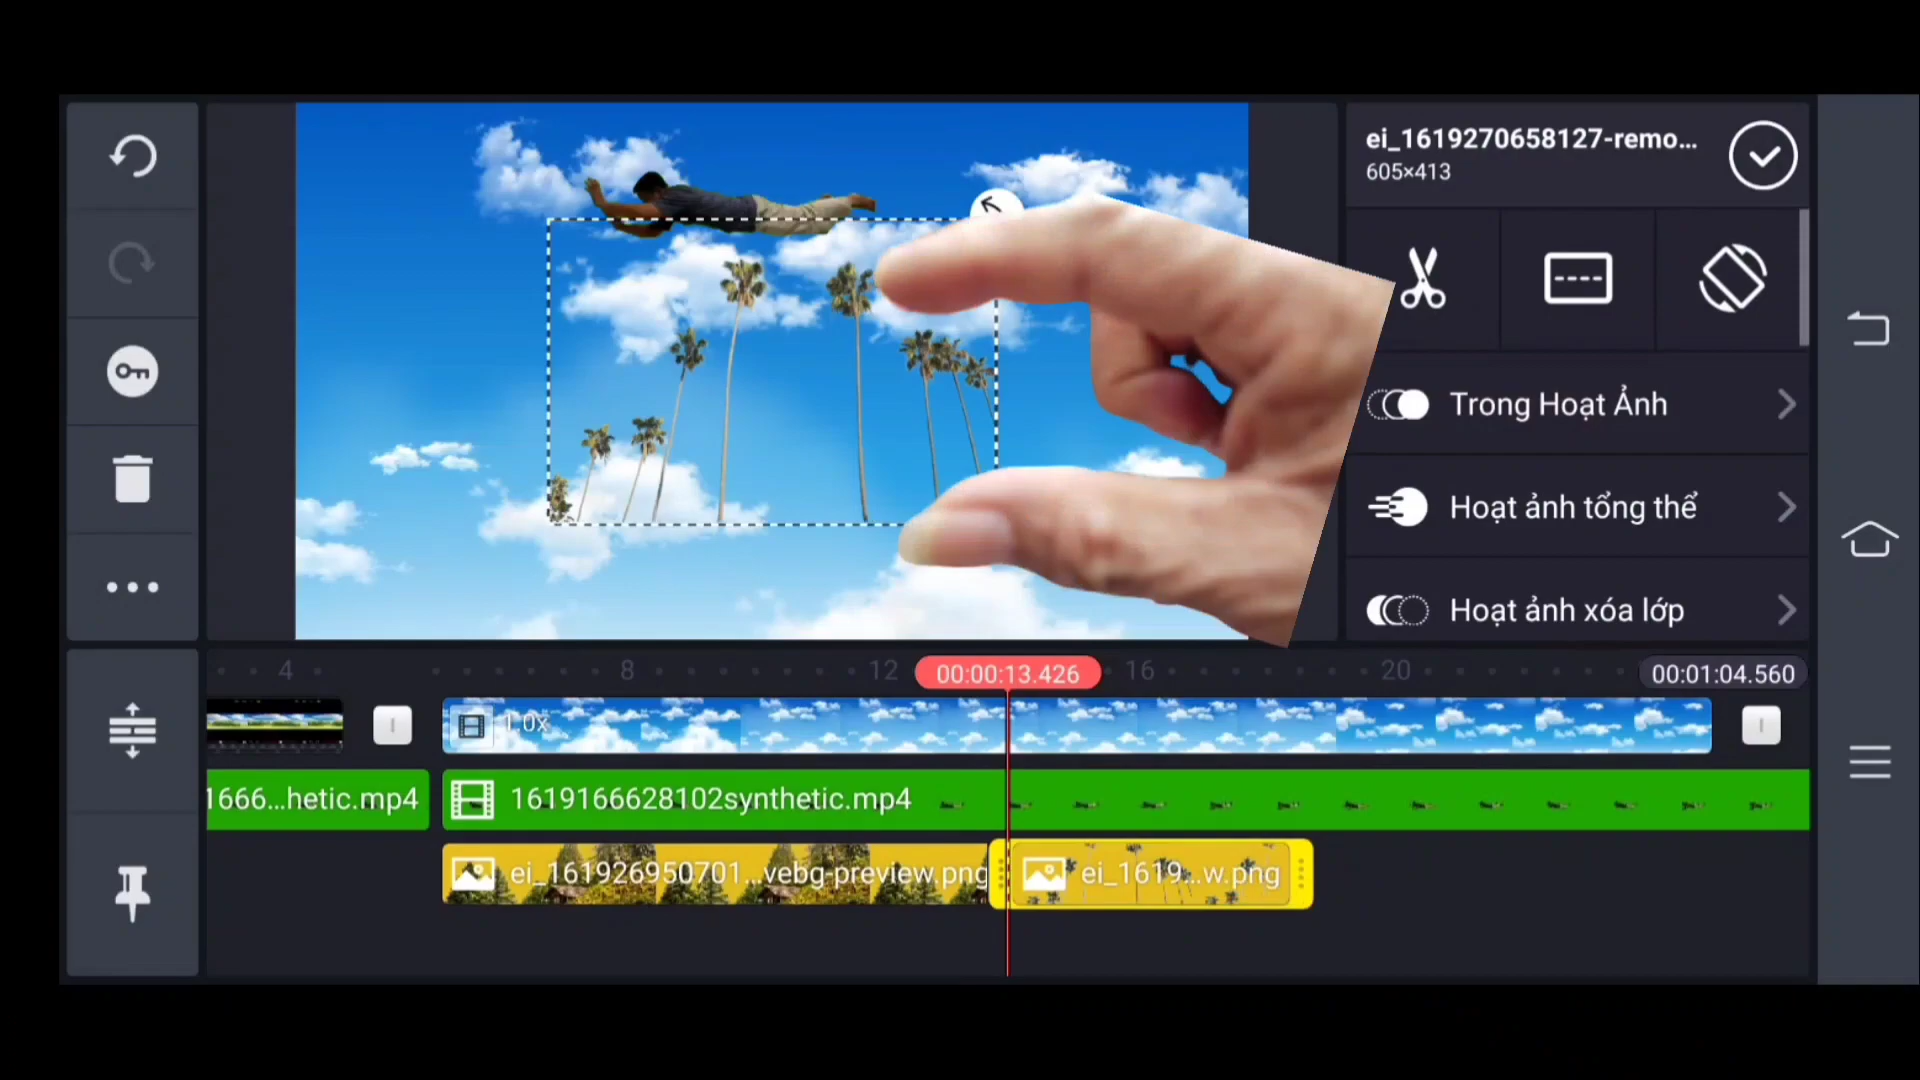 ei_1619270658127-remo...
605×413
Trong Hoạt Ảnh
Hoạt ảnh tổng thể
Hoạt ảnh xóa lớp
4
8
12
00:00:13.426
16
20
00:01:04.560
1.0x
1666...hetic.mp4
1619166628102synthetic.mp4
ei_161926950701...vebg-preview.png
ei_1619...w.png